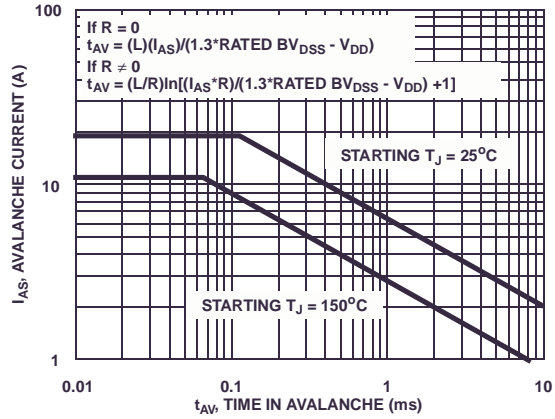 100
If R = 0
tAV = (L)(IAS)/(1.3*RATED BVDSS - VDD)
If R ≠ 0
tAV = (L/R)ln[(IAS*R)/(1.3*RATED BVDSS - VDD) +1]
STARTING TJ = 25°C
10
STARTING TJ = 150°C
1
IAS, AVALANCHE CURRENT (A)
0.01 0.1 1 10
tAV, TIME IN AVALANCHE (ms)